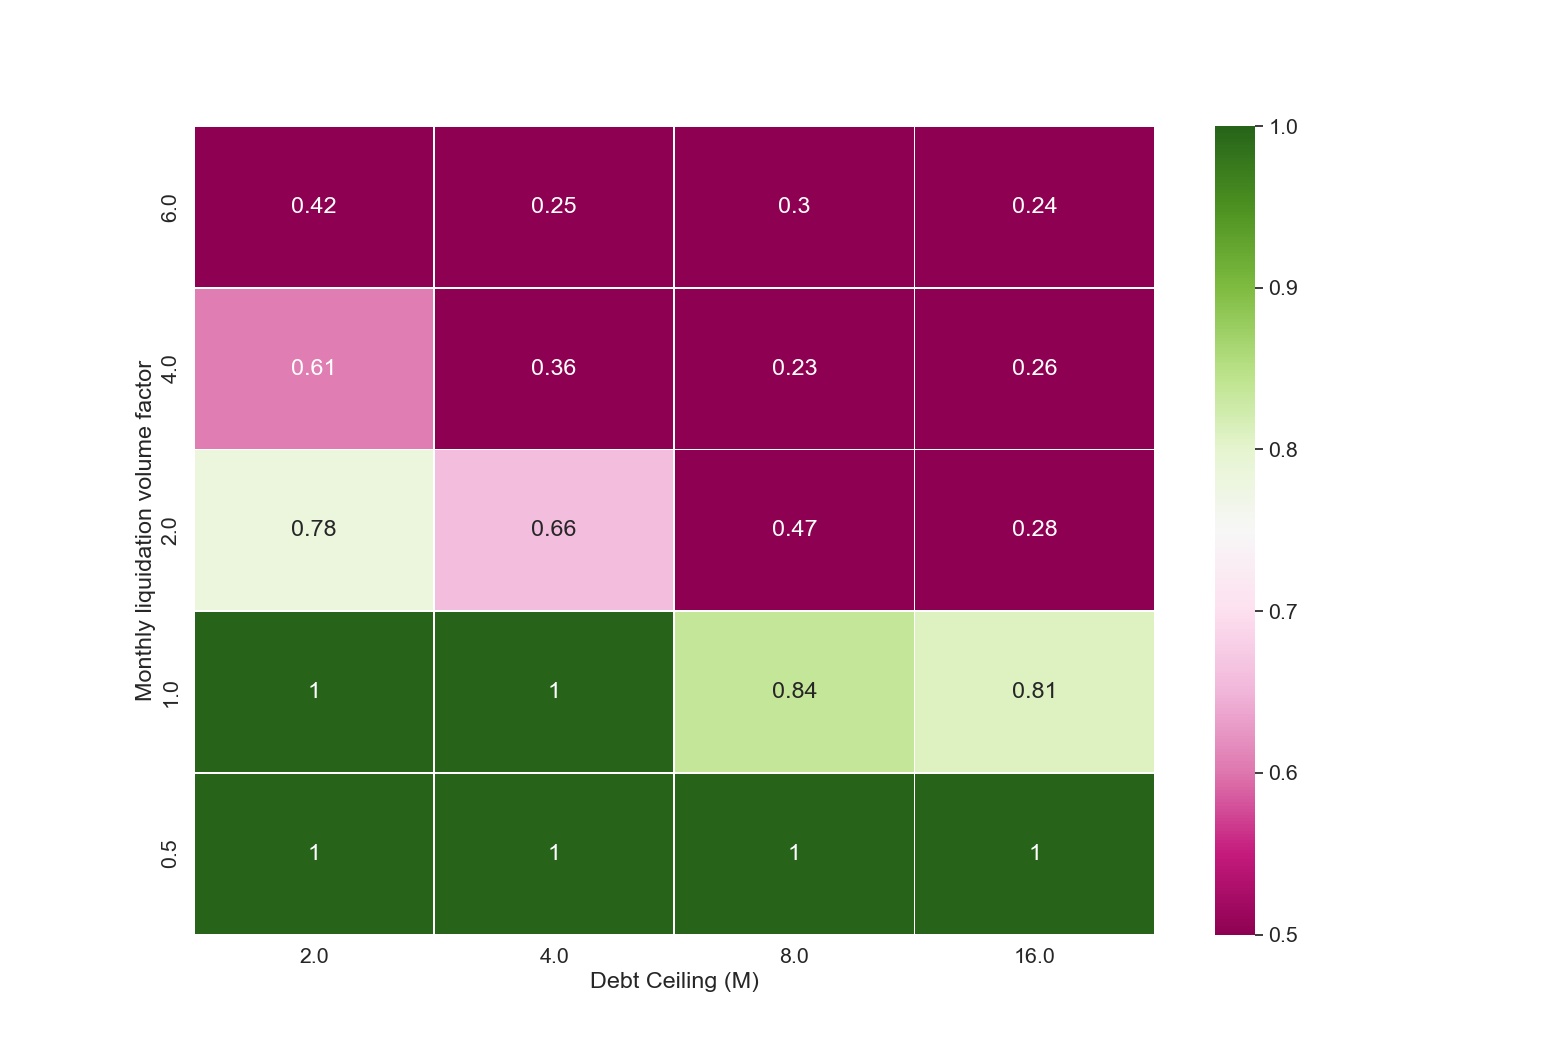 6.0 0.42 0.25 0.3 0.24
4.0 0.61 0.36 0.23 0.26
2.0 0.78 0.66 0.47 0.28
1.0 1 1 0.84 0.81
0.5 1 1 1 1
2.0 4.0 8.0 16.0
Debt Ceiling (M)
Monthly liquidation volume factor
1.0
0.9
0.8
0.7
0.6
0.5